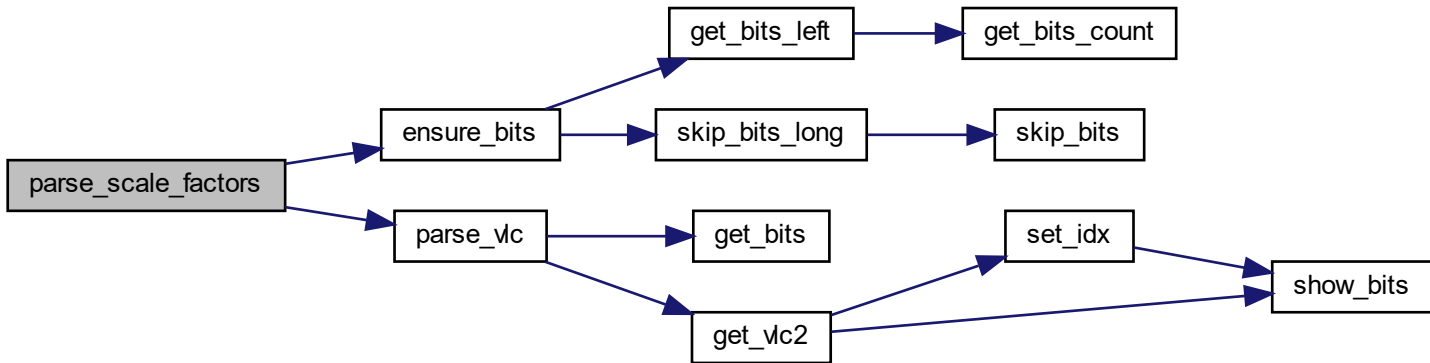 get_bits_left
get_bits_count
ensure_bits
skip_bits_long
skip_bits
parse_scale_factors
parse_vlc
get_bits
set_idx
show_bits
get_vlc2